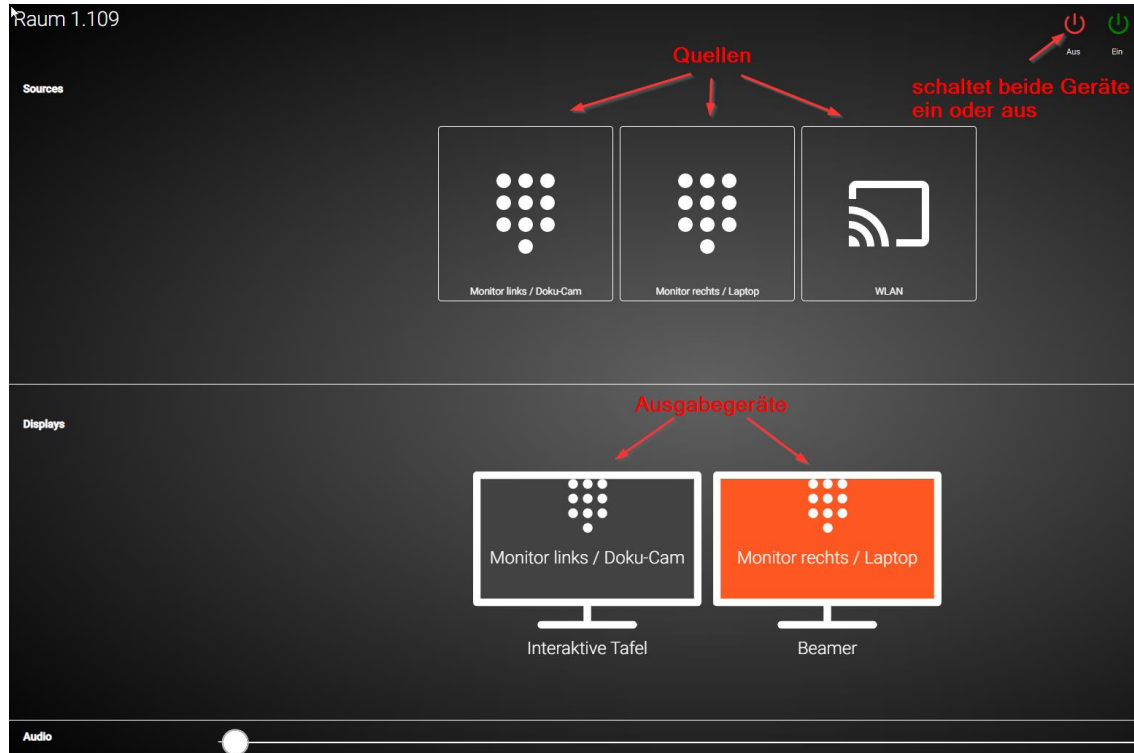 Raum 1.109
Aus
Ein
Quellen
schaltet beide Geräte
ein oder aus
Sources
Monitor links / Doku-Cam
Monitor rechts / Laptop
WLAN
Ausgabegeräte
Displays
Monitor links / Doku-Cam
Monitor rechts / Laptop
Interaktive Tafel
Beamer
Audio